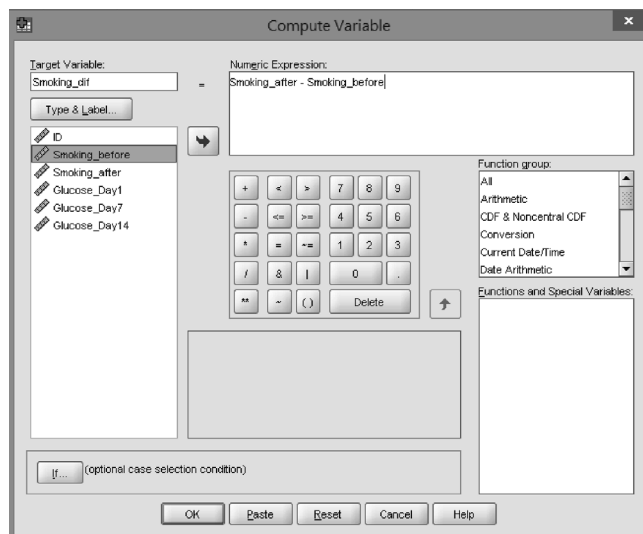 Compute Variable
x
Target Variable:
Smoking_dif
=
Numeric Expression:
Smoking_after - Smoking_before
Type & Label...
ID
Smoking_before
Smoking_after
Glucose_Day1
Glucose_Day7
Glucose_Day14
+ < > 7 8 9
- <= >= 4 5 6
* = ~= 1 2 3
/ & | 0 .
** ~ ( ) Delete
Function group:
All
Arithmetic
CDF & Noncentral CDF
Conversion
Current Date/Time
Date Arithmetic
Functions and Special Variables:
If... (optional case selection condition)
OK Paste Reset Cancel Help